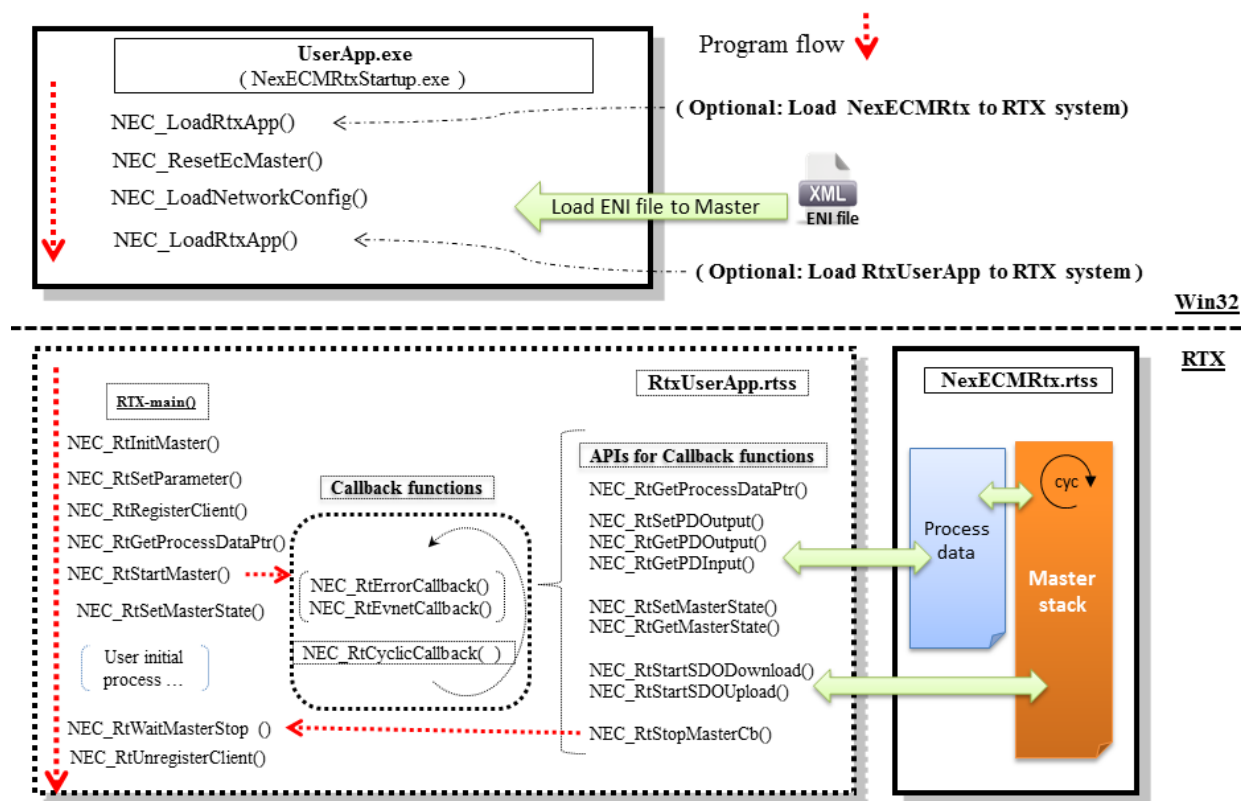 Program flow
UserApp.exe
( NexECMRtxStartup.exe )
NEC_LoadRtxApp()
( Optional: Load NexECMRtx to RTX system)
NEC_ResetEcMaster()
NEC_LoadNetworkConfig()
Load ENI file to Master
XML
ENI file
NEC_LoadRtxApp()
( Optional: Load RtxUserApp to RTX system )
Win32
RTX
RtxUserApp.rtss
RTX-main()
NEC_RtInitMaster()
NEC_RtSetParameter()
NEC_RtRegisterClient()
NEC_RtGetProcessDataPtr()
NEC_RtStartMaster()
NEC_RtSetMasterState()
User initial
process ...
NEC_RtWaitMasterStop ()
NEC_RtUnregisterClient()
Callback functions
NEC_RtErrorCallback()
NEC_RtEvnetCallback()
NEC_RtCyclicCallback( )
APIs for Callback functions
NEC_RtGetProcessDataPtr()
NEC_RtSetPDOutput()
NEC_RtGetPDOutput()
NEC_RtGetPDInput()
NEC_RtSetMasterState()
NEC_RtGetMasterState()
NEC_RtStartSDODownload()
NEC_RtStartSDOUpload()
NEC_RtStopMasterCb()
NexECMRtx.rtss
Process
data
cyc
Master
stack